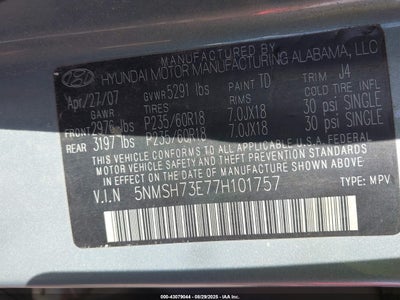 MANUFACTURED BY
HYUNDAI MOTOR MANUFACTURING ALABAMA, LLC
Apr/27/07 GVWR 5291 lbs PAINT TD TRIM J4
GAWR TIRES RIMS COLD TIRE INFL.
FRONT 2976 lbs P235/60R18 7.0JX18 30 psi SINGLE
REAR 3197 lbs P235/60R18 7.0JX18 30 psi SINGLE
THIS VEHICLE CONFORMS TO ALL APPLICABLE U.S.A FEDERAL
MOTOR VEHICLE SAFETY AND THEFT PREVENTION STANDARDS
IN EFFECT ON THE DATE OF MANUFACTURE SHOWN ABOVE.
V.I.N 5NMSH73E77H101757 TYPE: MPV
000-43079044 - 08/29/2025 - IAAI.COM